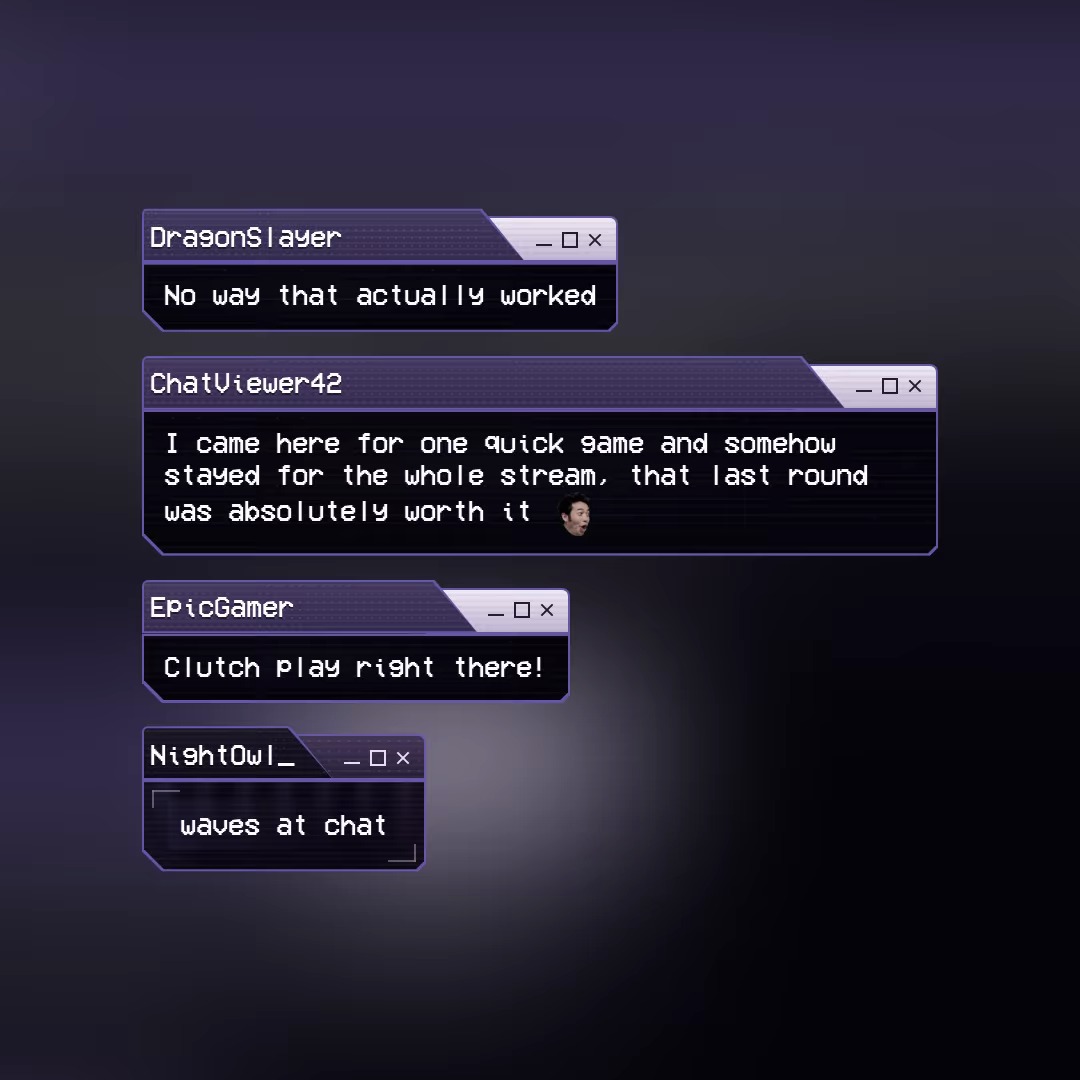 DragonSlayer
No way that actually worked
ChatViewer42
I came here for one quick game and somehow
stayed for the whole stream, that last round
was absolutely worth it
EpicGamer
Clutch play right there!
NightOwl_
waves at chat